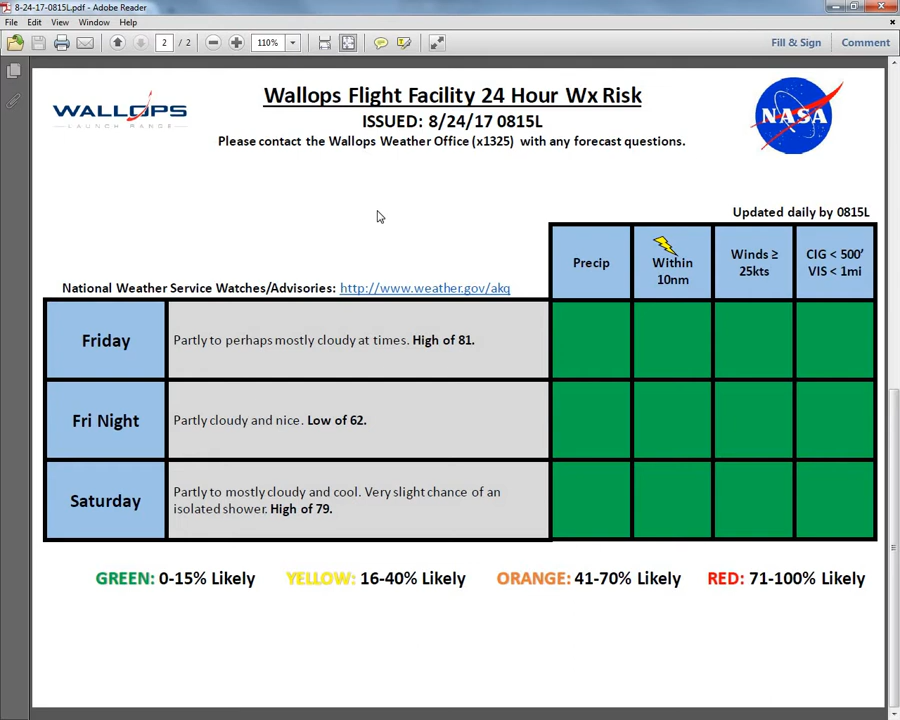 8-24-17-0815L.pdf - Adobe Reader
File Edit View Window Help
2 / 2 110% Fill & Sign Comment
WALLOPS
LAUNCH RANGE
Wallops Flight Facility 24 Hour Wx Risk
ISSUED: 8/24/17 0815L
Please contact the Wallops Weather Office (x1325) with any forecast questions.
NASA
Updated daily by 0815L
National Weather Service Watches/Advisories: http://www.weather.gov/akq
Precip
Within
10nm
Winds ≥
25kts
CIG < 500’
VIS < 1mi
Friday
Partly to perhaps mostly cloudy at times. High of 81.
Fri Night
Partly cloudy and nice. Low of 62.
Saturday
Partly to mostly cloudy and cool. Very slight chance of an
isolated shower. High of 79.
GREEN: 0-15% Likely YELLOW: 16-40% Likely ORANGE: 41-70% Likely RED: 71-100% Likely